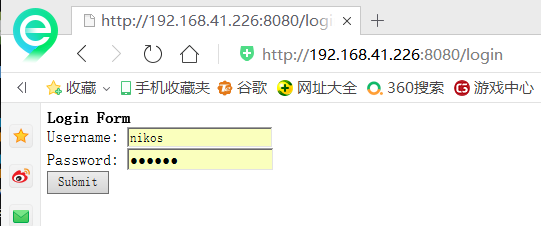 http://192.168.41.226:8080/logi
http://192.168.41.226:8080/login
收藏 手机收藏夹 谷歌 网址大全 360搜索 游戏中心
Login Form
Username: nikos
Password: ●●●●●●
Submit